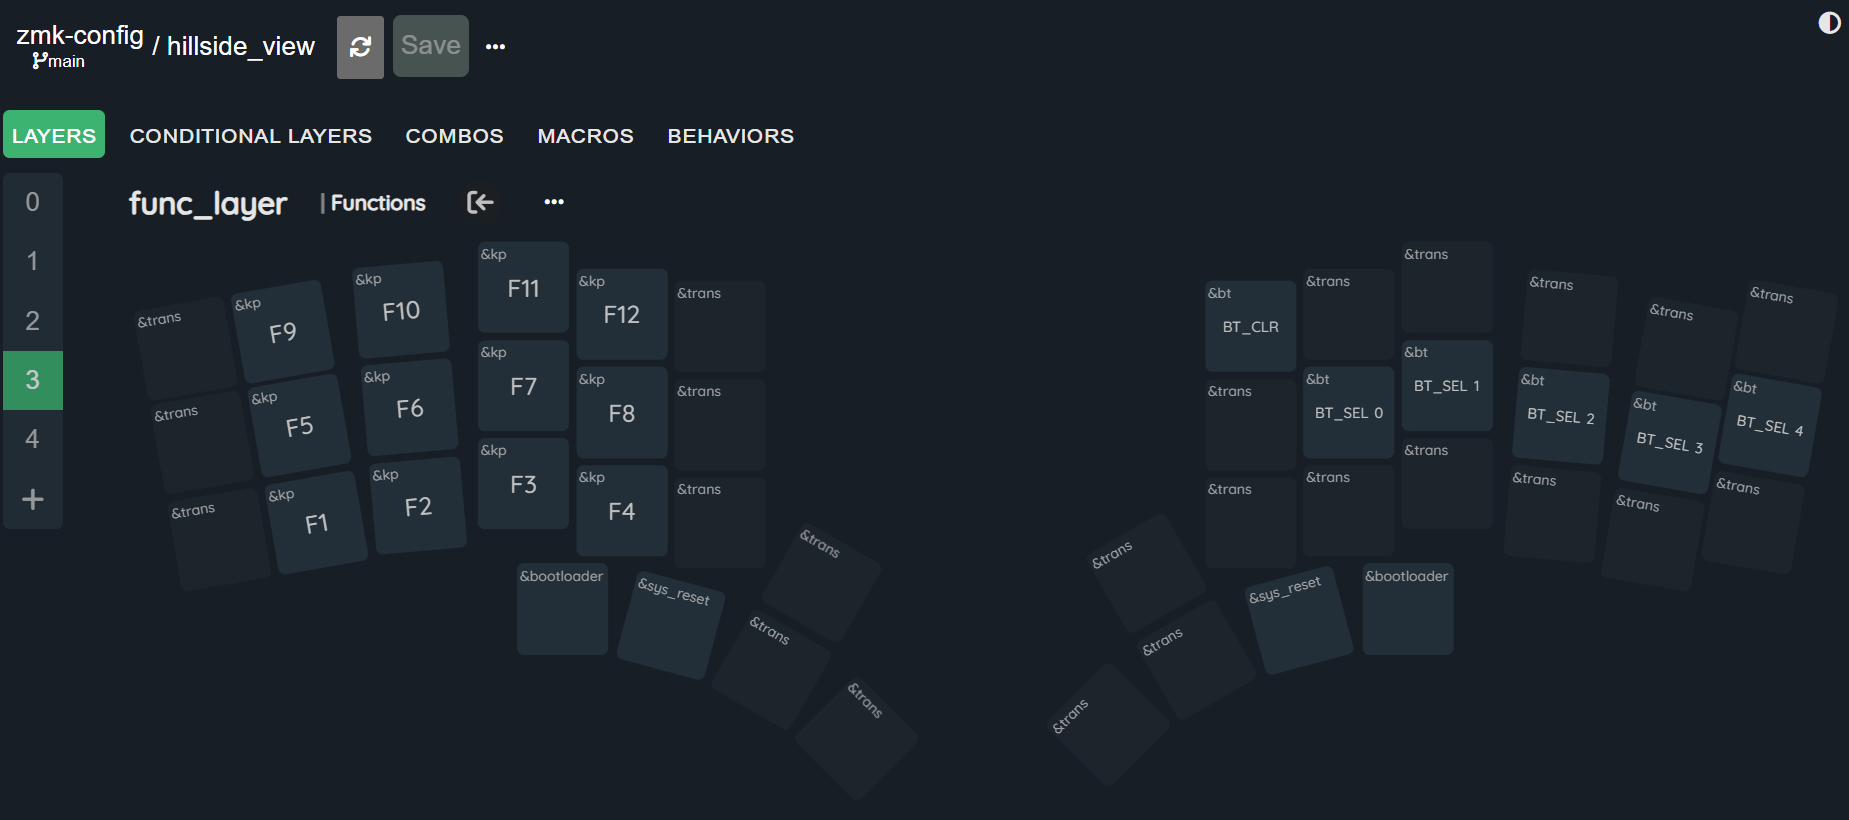 zmk-config / hillside_view Save •••
main
LAYERS CONDITIONAL LAYERS COMBOS MACROS BEHAVIORS
0
1
2
3
4
+
func_layer | Functions •••
&trans &kp F9 &kp F10 &kp F11 &kp F12 &trans
&bt BT_CLR &trans &trans &trans &trans &trans
&trans &kp F5 &kp F6 &kp F7 &kp F8 &trans
&trans &bt BT_SEL 0 &bt BT_SEL 1 &bt BT_SEL 2 &bt BT_SEL 3 &bt BT_SEL 4
&trans &kp F1 &kp F2 &kp F3 &kp F4 &trans
&trans &trans &trans &trans &trans &trans
&trans &trans
&bootloader &sys_reset &trans &trans &sys_reset &bootloader
&trans &trans